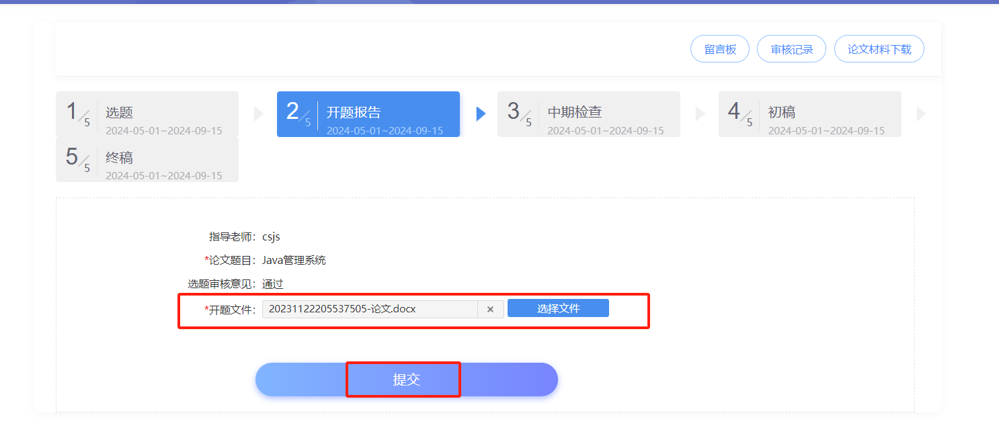 留言板 审核记录 论文材料下载
1/5 选题 2/5 开题报告 3/5 中期检查 4/5 初稿
2024-05-01~2024-09-15 2024-05-01~2024-09-15 2024-05-01~2024-09-15 2024-05-01~2024-09-15
5/5 终稿
2024-05-01~2024-09-15
指导老师：csjs
*论文题目：Java管理系统
选题审核意见：通过
*开题文件：20231122205537505-论文.docx × 选择文件
提交